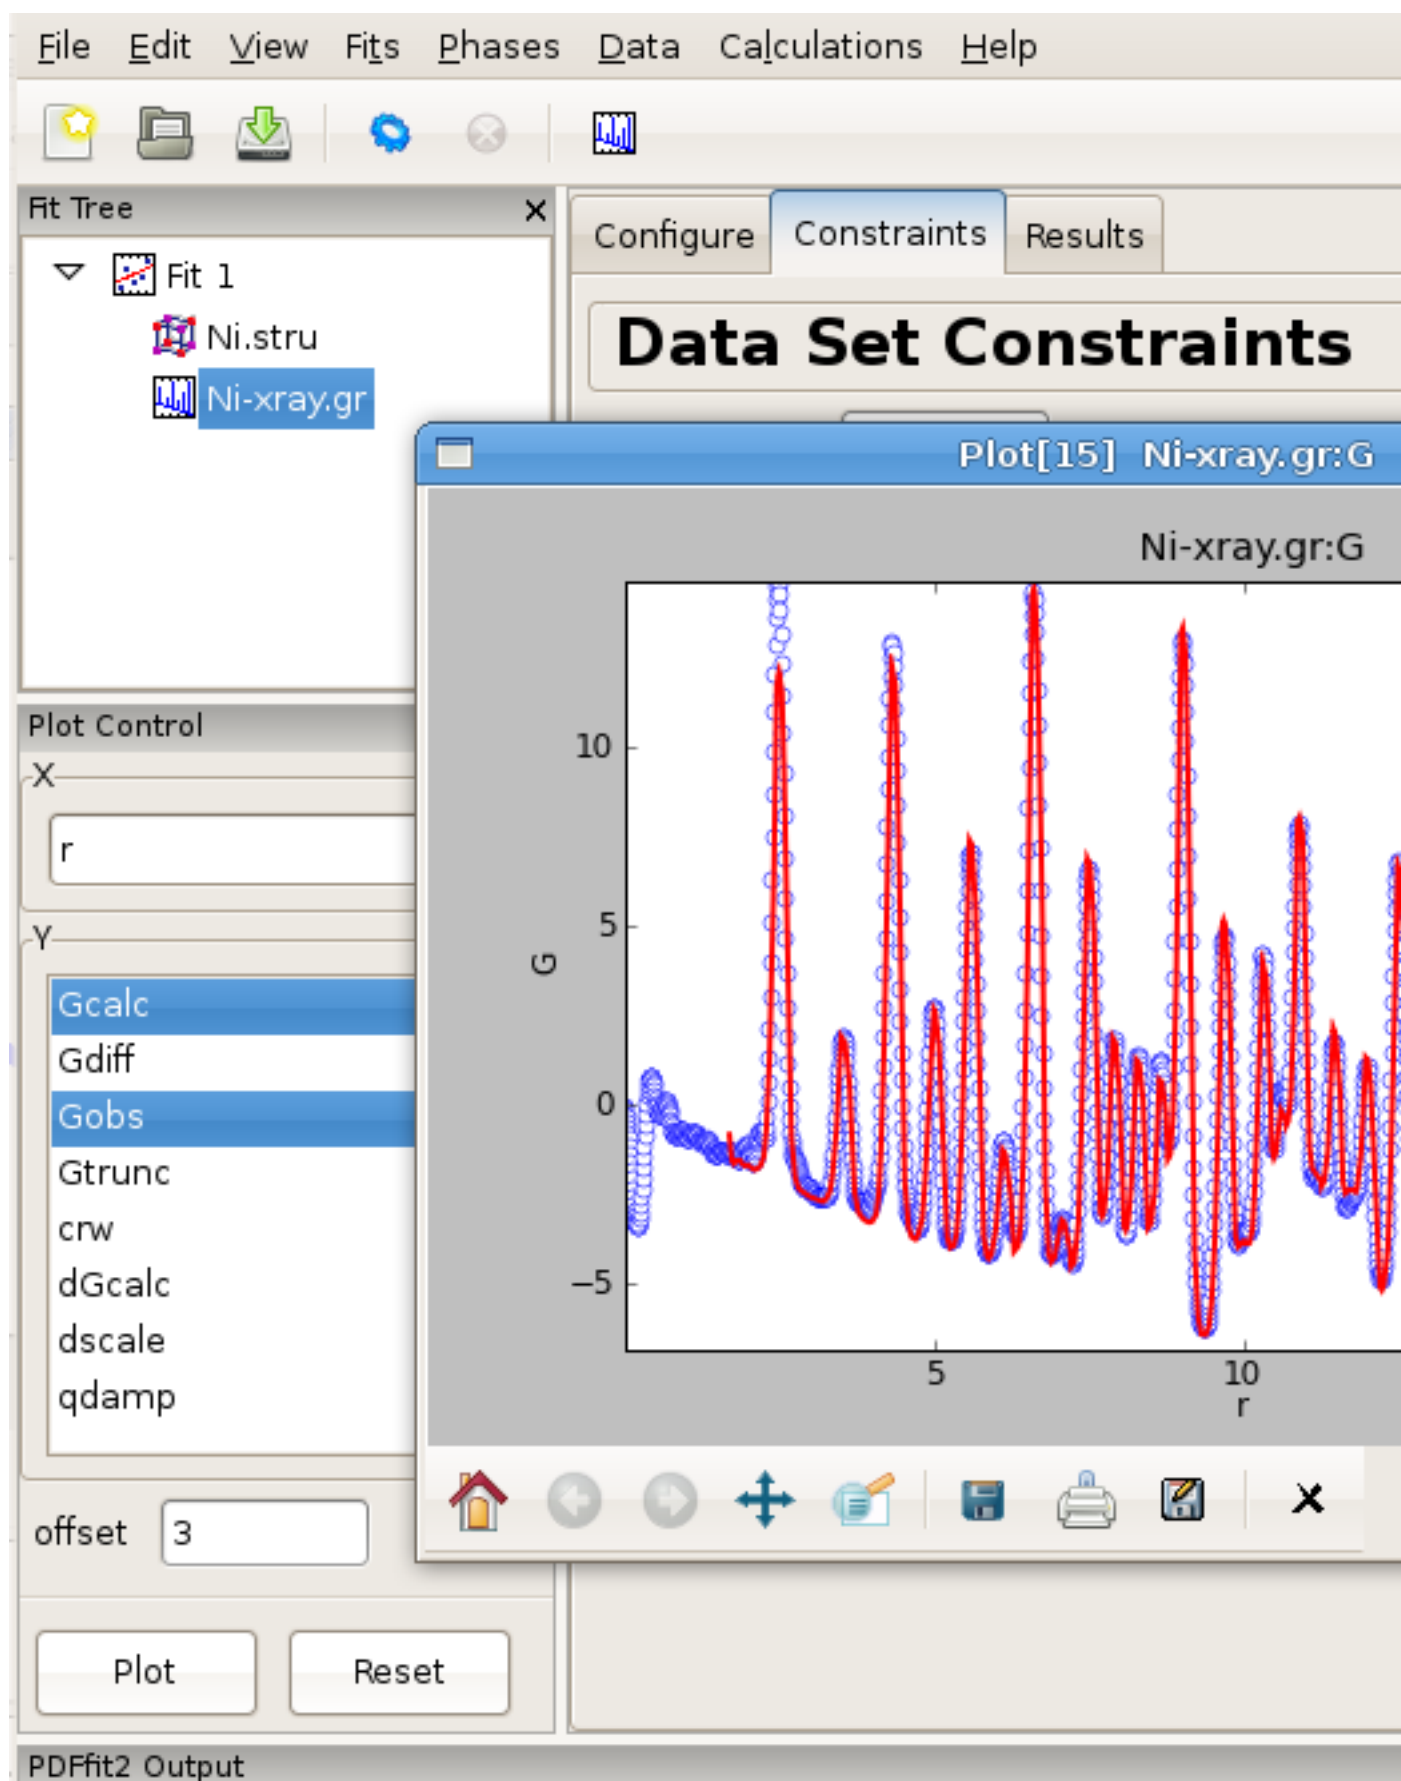 File Edit View Fits Phases Data Calculations Help
Fit Tree
Fit 1
Ni.stru
Ni-xray.gr
Configure Constraints Results
Data Set Constraints
Plot[15] Ni-xray.gr:G
Ni-xray.gr:G
10
5
0
−5
G
5 10
r
Plot Control
X
r
Y
Gcalc
Gdiff
Gobs
Gtrunc
crw
dGcalc
dscale
qdamp
offset 3
Plot Reset
PDFfit2 Output